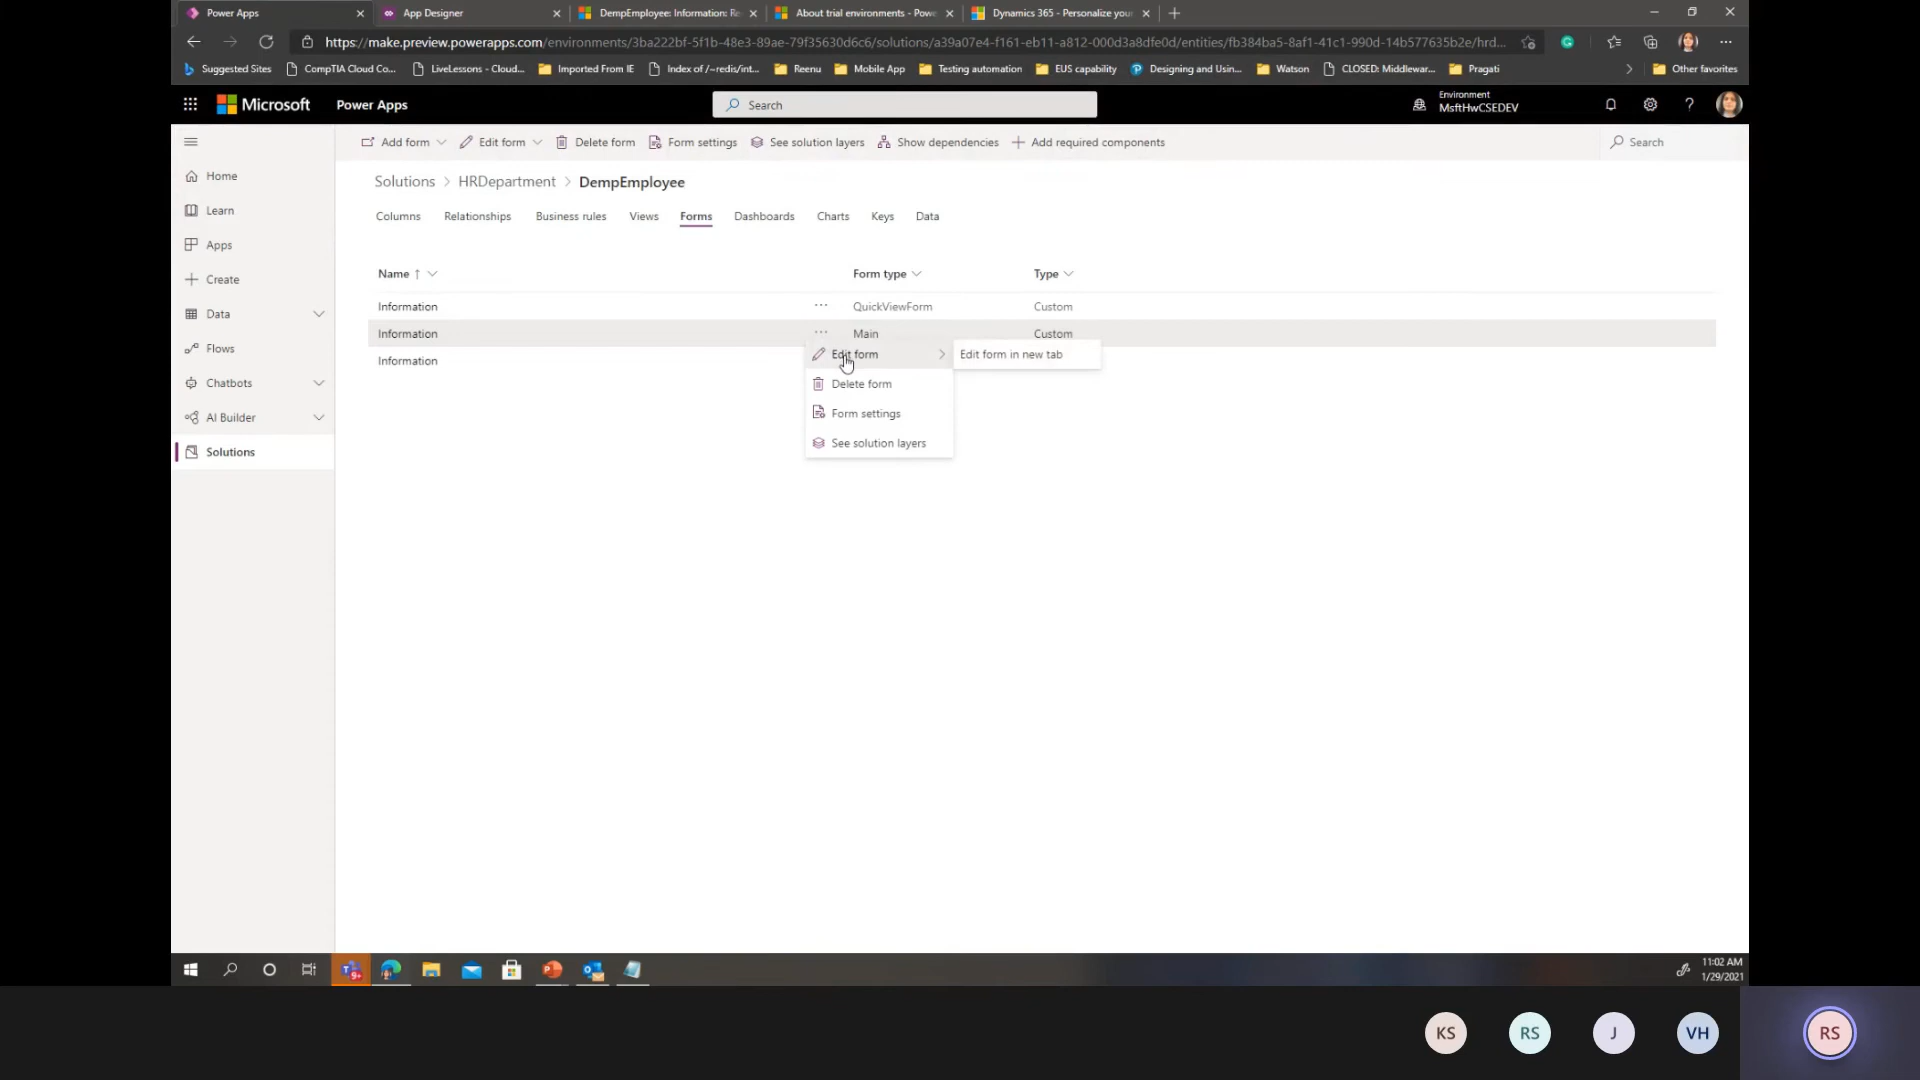 Power Apps
App Designer
DempEmployee: Information: Re
About trial environments - Powe
Dynamics 365 - Personalize your
https://make.preview.powerapps.com/environments/3ba222bf-5f1b-48e3-89ae-79f35630d6c6/solutions/a39a07e4-f161-eb11-a812-000d3a8dfe0d/entities/fb384ba5-8af1-41c1-990d-14b577635b2e/hrd...
Suggested Sites
CompTIA Cloud Co...
LiveLessons - Cloud...
Imported From IE
Index of /~redis/int...
Reenu
Mobile App
Testing automation
EUS capability
Designing and Usin...
Watson
CLOSED: Middlewar...
Pragati
Other favorites
Microsoft
Power Apps
Search
Environment
MsftHwCSEDEV
Add form
Edit form
Delete form
Form settings
See solution layers
Show dependencies
Add required components
Search
Home
Learn
Apps
Create
Data
Flows
Chatbots
AI Builder
Solutions
Solutions > HRDepartment > DempEmployee
Columns
Relationships
Business rules
Views
Forms
Dashboards
Charts
Keys
Data
Name ↑
Form type
Type
Information ... QuickViewForm Custom
Information ... Main Custom
Information
Edit form
Edit form in new tab
Delete form
Form settings
See solution layers
9+
11:02 AM
1/29/2021
KS
RS
J
VH
RS